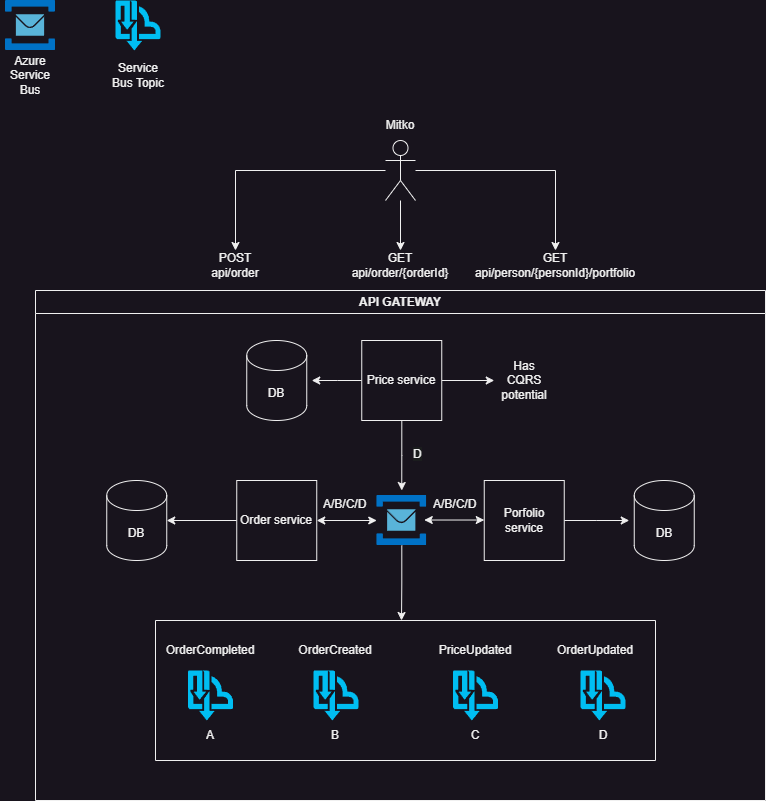 Azure
Service
Bus
Service
Bus Topic
Mitko
POST
api/order
GET
api/order/{orderId}
GET
api/person/{personId}/portfolio
API GATEWAY
DB
Price service
Has
CQRS
potential
D
DB
Order service
A/B/C/D
A/B/C/D
Porfolio
service
DB
OrderCompleted
OrderCreated
PriceUpdated
OrderUpdated
A
B
C
D